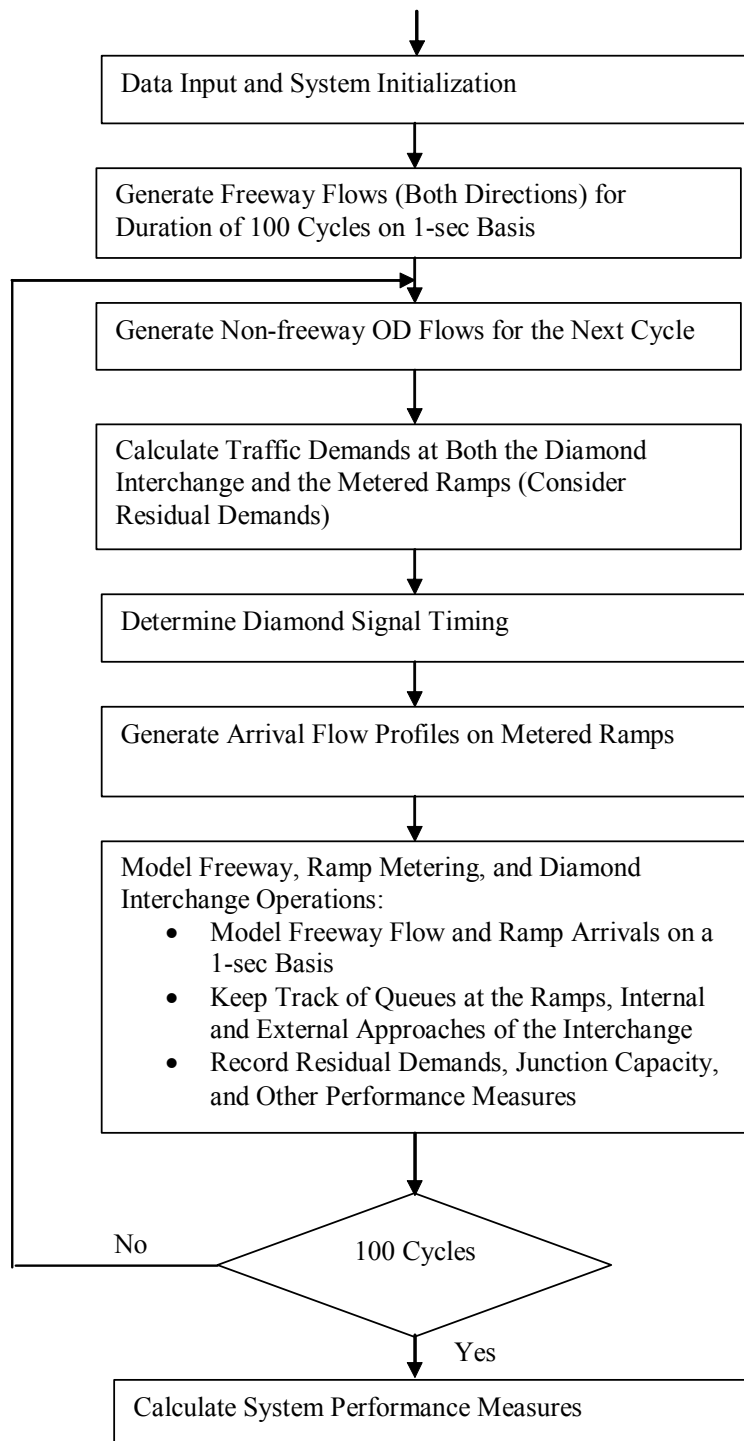 Data Input and System Initialization
Generate Freeway Flows (Both Directions) for
Duration of 100 Cycles on 1-sec Basis
Generate Non-freeway OD Flows for the Next Cycle
Calculate Traffic Demands at Both the Diamond
Interchange and the Metered Ramps (Consider
Residual Demands)
Determine Diamond Signal Timing
Generate Arrival Flow Profiles on Metered Ramps
Model Freeway, Ramp Metering, and Diamond
Interchange Operations:
• Model Freeway Flow and Ramp Arrivals on a
1-sec Basis
• Keep Track of Queues at the Ramps, Internal
and External Approaches of the Interchange
• Record Residual Demands, Junction Capacity,
and Other Performance Measures
No
100 Cycles
Yes
Calculate System Performance Measures